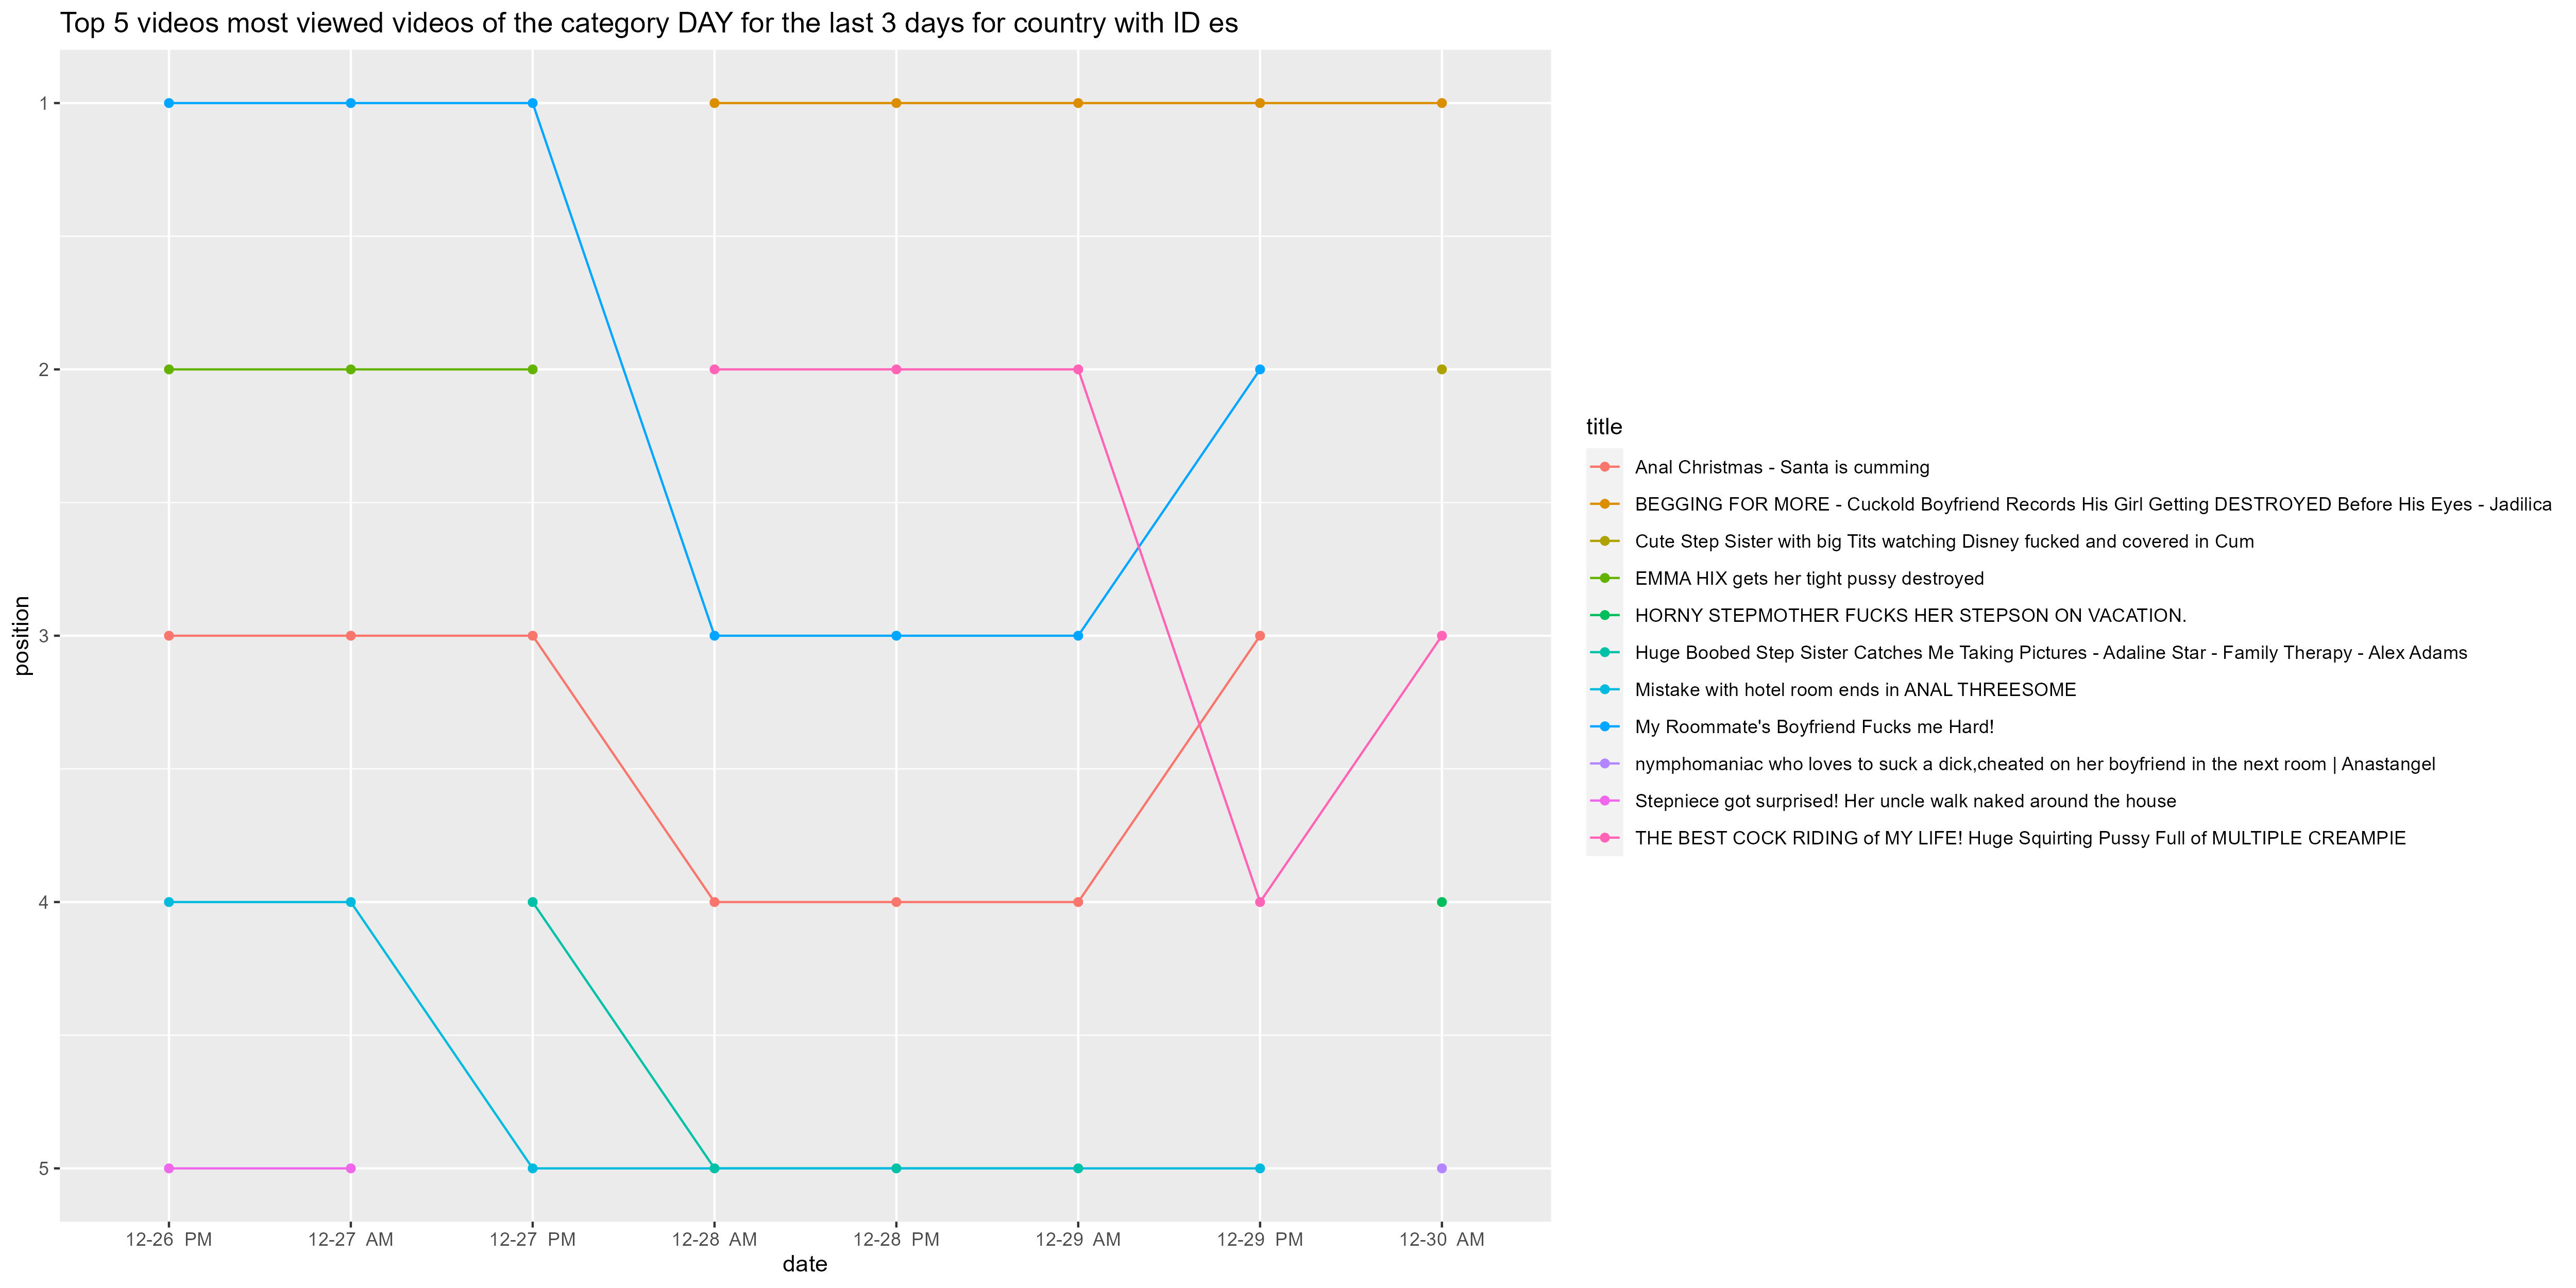 Top 5 videos most viewed videos of the category DAY for the last 3 days for country with ID es
position
1
2
3
4
5
12-26 PM
12-27 AM
12-27 PM
12-28 AM
12-28 PM
12-29 AM
12-29 PM
12-30 AM
date
title
Anal Christmas - Santa is cumming
BEGGING FOR MORE - Cuckold Boyfriend Records His Girl Getting DESTROYED Before His Eyes - Jadilica
Cute Step Sister with big Tits watching Disney fucked and covered in Cum
EMMA HIX gets her tight pussy destroyed
HORNY STEPMOTHER FUCKS HER STEPSON ON VACATION.
Huge Boobed Step Sister Catches Me Taking Pictures - Adaline Star - Family Therapy - Alex Adams
Mistake with hotel room ends in ANAL THREESOME
My Roommate's Boyfriend Fucks me Hard!
nymphomaniac who loves to suck a dick,cheated on her boyfriend in the next room | Anastangel
Stepniece got surprised! Her uncle walk naked around the house
THE BEST COCK RIDING of MY LIFE! Huge Squirting Pussy Full of MULTIPLE CREAMPIE